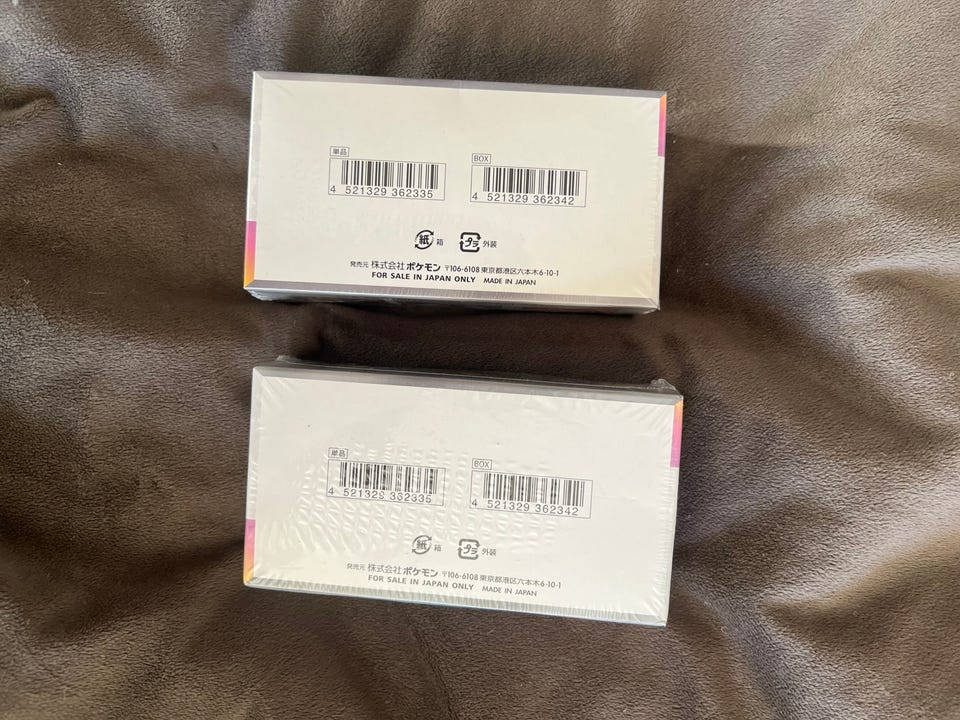 単品
BOX
4 521329 362335
4 521329 362342
紙 箱
プラ 外装
発売元 株式会社ポケモン 〒106-6108 東京都港区六本木6-10-1
FOR SALE IN JAPAN ONLY MADE IN JAPAN
単品
BOX
4 521329 362335
4 521329 362342
紙 箱
プラ 外装
発売元 株式会社ポケモン 〒106-6108 東京都港区六本木6-10-1
FOR SALE IN JAPAN ONLY MADE IN JAPAN